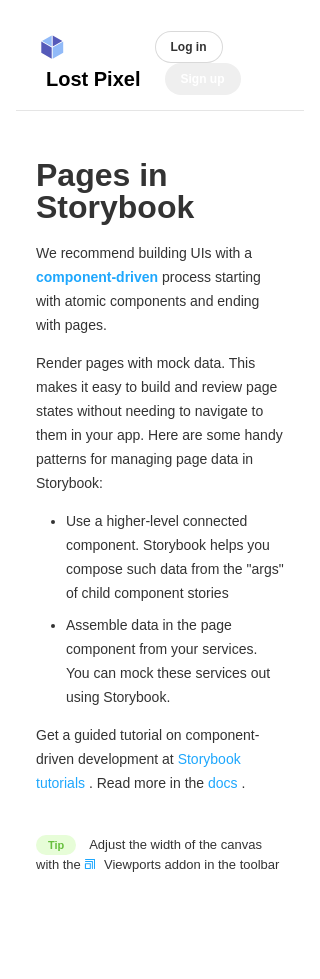 Log in
Lost Pixel
Sign up
Pages in
Storybook
We recommend building UIs with a
component-driven process starting
with atomic components and ending
with pages.
Render pages with mock data. This
makes it easy to build and review page
states without needing to navigate to
them in your app. Here are some handy
patterns for managing page data in
Storybook:
• Use a higher-level connected
component. Storybook helps you
compose such data from the "args"
of child component stories
• Assemble data in the page
component from your services.
You can mock these services out
using Storybook.
Get a guided tutorial on component-
driven development at Storybook
tutorials . Read more in the docs .
Tip Adjust the width of the canvas
with the Viewports addon in the toolbar